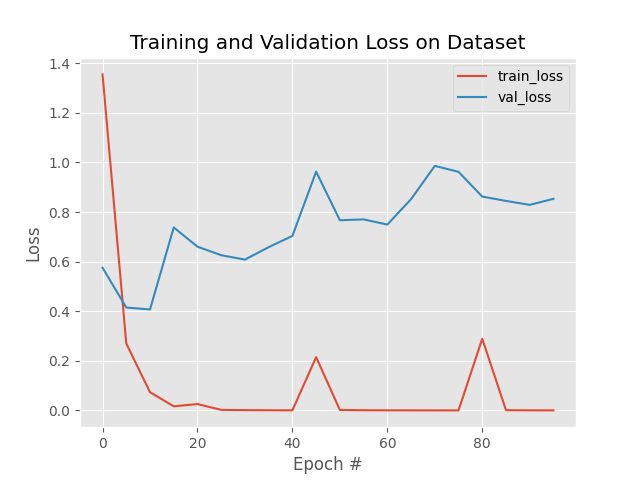 Training and Validation Loss on Dataset
train_loss
val_loss
1.4
1.2
1.0
0.8
0.6
0.4
0.2
0.0
Loss
0 20 40 60 80
Epoch #